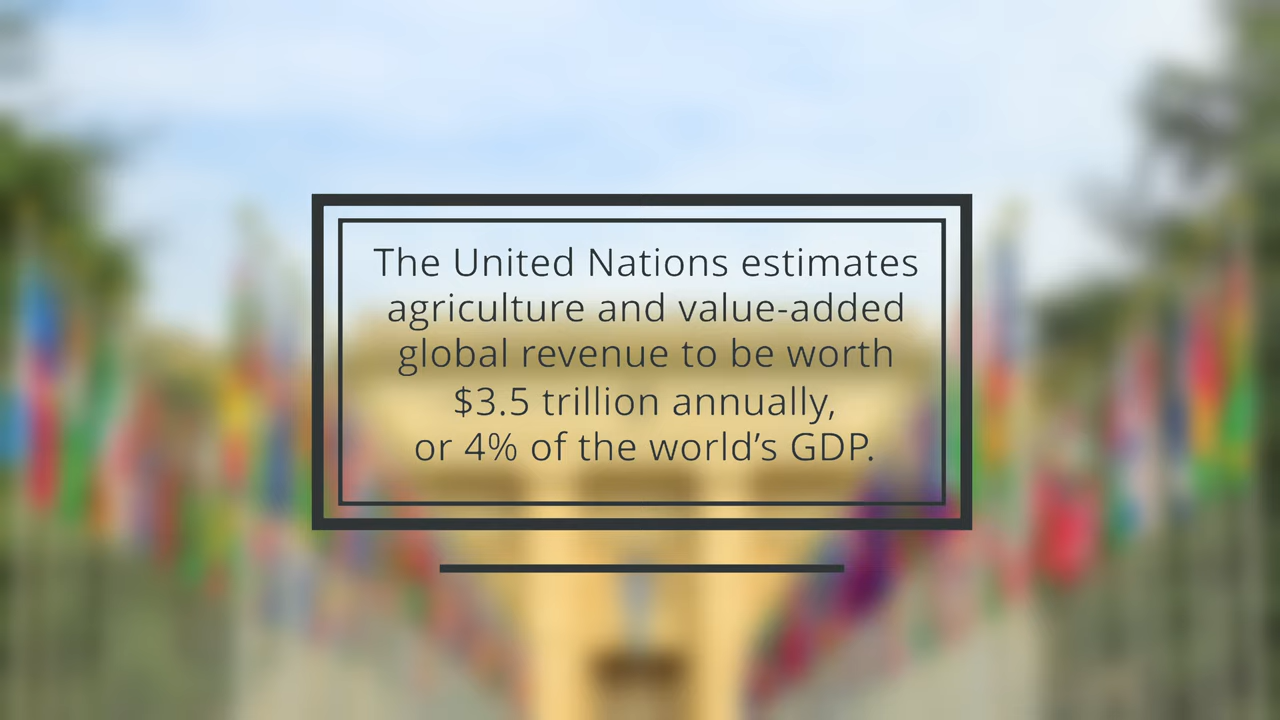 The United Nations estimates
agriculture and value-added
global revenue to be worth
$3.5 trillion annually,
or 4% of the world’s GDP.